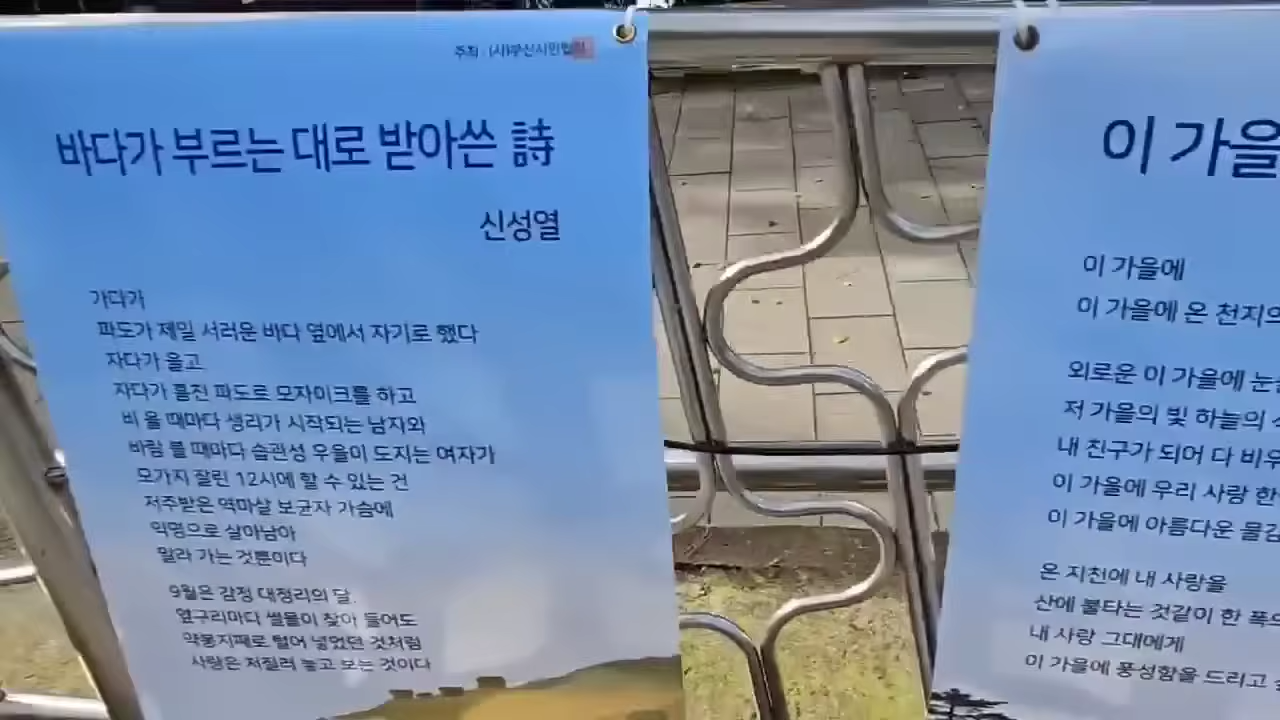 주최 : (사)부산시인협회
바다가 부르는 대로 받아쓴 詩
신성열
가다가
파도가 제일 서러운 바다 옆에서 자기로 했다
자다가 울고
자다가 훔친 파도로 모자이크를 하고
비 올 때마다 생리가 시작되는 남자와
바람 불 때마다 습관성 우울이 도지는 여자가
모가지 잘린 12시에 할 수 있는 건
저주받은 역마살 보균자 가슴에
익명으로 살아남아
말라 가는 것뿐이다
9월은 감정 대정리의 달.
옆구리마다 썰물이 찾아 들어도
약봉지째로 털어 넣었던 것처럼
사랑은 저질러 놓고 보는 것이다
이 가을
이 가을에
이 가을에 온 천지의
외로운 이 가을에
저 가을의 빛 하늘의
내 친구가 되어 다 비우
이 가을에 우리 사랑 한
이 가을에 아름다운 물감
온 지천에 내 사랑을
산에 불타는 것같이 한 폭의
내 사랑 그대에게
이 가을에 풍성함을 드리고